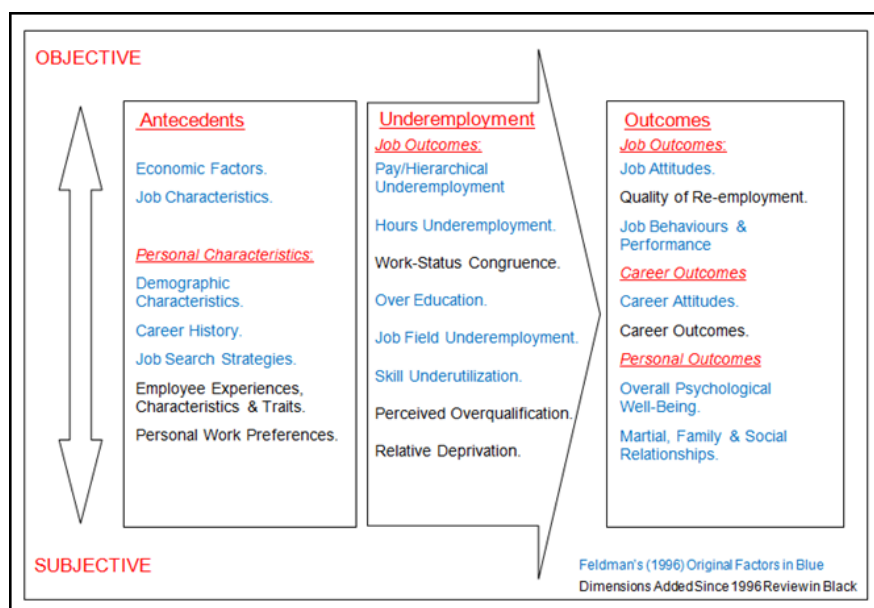 OBJECTIVE
Antecedents
Economic Factors.
Job Characteristics.
Personal Characteristics:
Demographic
Characteristics.
Career History.
Job Search Strategies.
Employee Experiences,
Characteristics & Traits.
Personal Work Preferences.
Underemployment
Job Outcomes:
Pay/Hierarchical
Underemployment
Hours Underemployment.
Work-Status Congruence.
Over Education.
Job Field Underemployment.
Skill Underutilization.
Perceived Overqualification.
Relative Deprivation.
Outcomes
Job Outcomes:
Job Attitudes.
Quality of Re-employment.
Job Behaviours &
Performance
Career Outcomes
Career Attitudes.
Career Outcomes.
Personal Outcomes
Overall Psychological
Well-Being.
Martial, Family & Social
Relationships.
SUBJECTIVE
Feldman's (1996) Original Factors in Blue
Dimensions Added Since 1996 Review in Black